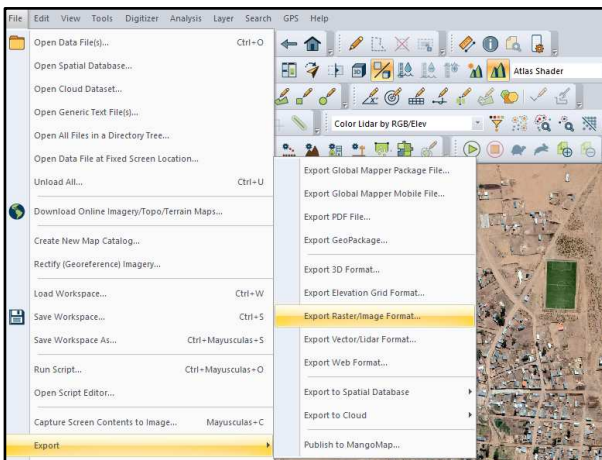 File Edit View Tools Digitizer Analysis Layer Search GPS Help
Open Data File(s)... Ctrl+O
Open Spatial Database...
Open Cloud Dataset...
Open Generic Text File(s)...
Open All Files in a Directory Tree...
Open Data File at Fixed Screen Location...
Unload All... Ctrl+U
Download Online Imagery/Topo/Terrain Maps...
Create New Map Catalog...
Rectify (Georeference) Imagery...
Load Workspace... Ctrl+W
Save Workspace... Ctrl+S
Save Workspace As... Ctrl+Mayusculas+S
Run Script... Ctrl+Mayusculas+O
Open Script Editor...
Capture Screen Contents to Image... Mayusculas+C
Export
Atlas Shader
Color Lidar by RGB/Elev
Export Global Mapper Package File...
Export Global Mapper Mobile File...
Export PDF File...
Export GeoPackage...
Export 3D Format...
Export Elevation Grid Format...
Export Raster/Image Format...
Export Vector/Lidar Format...
Export Web Format...
Export to Spatial Database
Export to Cloud
Publish to MangoMap...